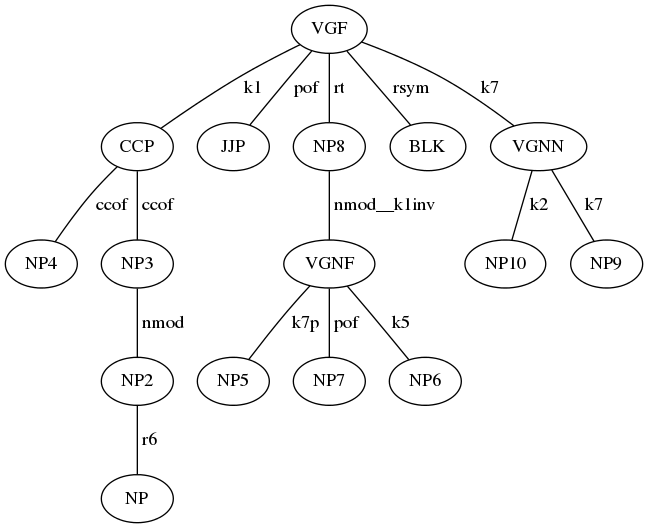 VGF
k1 pof rt rsym k7
CCP JJP NP8 BLK VGNN
ccof ccof nmod__k1inv k2 k7
NP4 NP3 VGNF NP10 NP9
nmod k7p pof k5
NP2 NP5 NP7 NP6
r6
NP